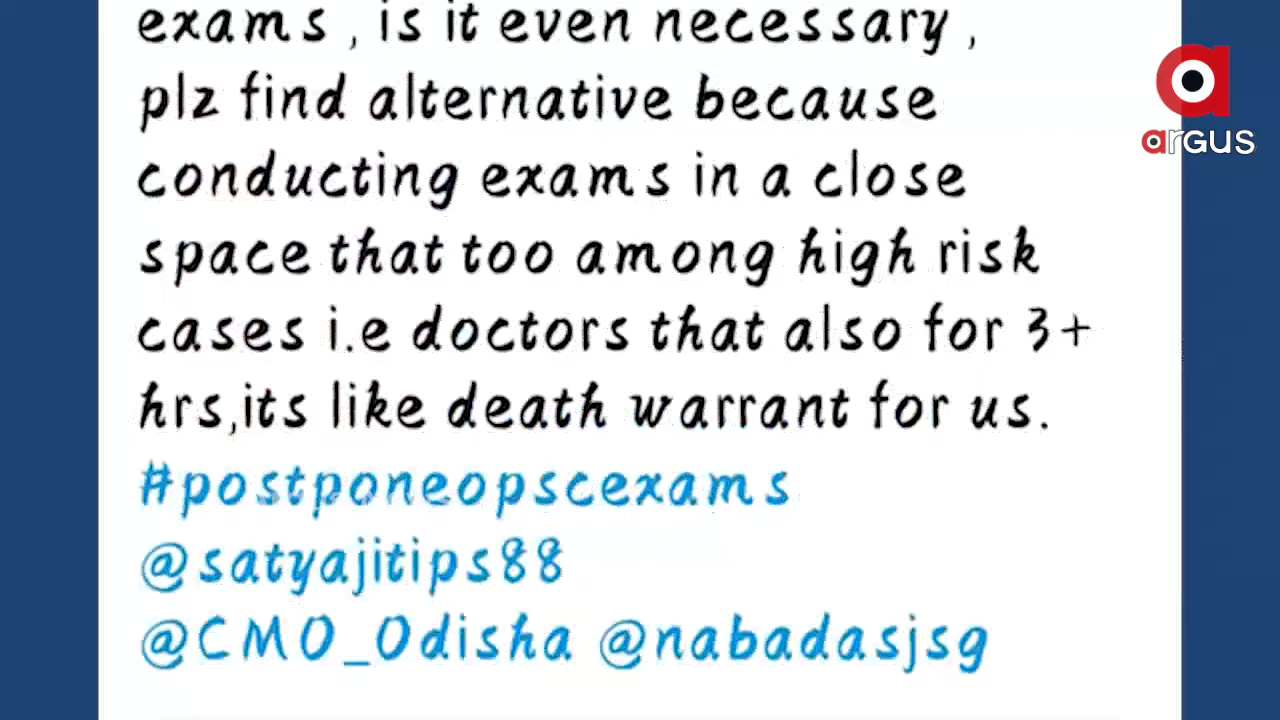 exams , is it even necessary ,
plz find alternative because
conducting exams in a close
space that too among high risk
cases i.e doctors that also for 3+
hrs,its like death warrant for us.
#postponeopscexams
@satyajitips88
@CMO_Odisha @nabadasjsg
argus